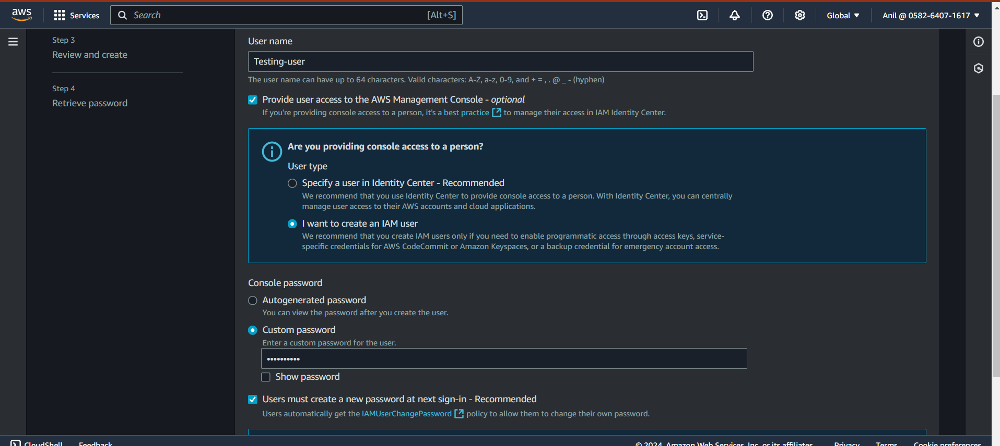 aws
Services
Search
[Alt+S]
Global
Anil @ 0582-6407-1617
Step 3
Review and create
Step 4
Retrieve password
User name
Testing-user
The user name can have up to 64 characters. Valid characters: A-Z, a-z, 0-9, and + = , . @ _ - (hyphen)
Provide user access to the AWS Management Console - optional
If you're providing console access to a person, it's a best practice to manage their access in IAM Identity Center.
Are you providing console access to a person?
User type
Specify a user in Identity Center - Recommended
We recommend that you use Identity Center to provide console access to a person. With Identity Center, you can centrally
manage user access to their AWS accounts and cloud applications.
I want to create an IAM user
We recommend that you create IAM users only if you need to enable programmatic access through access keys, service-
specific credentials for AWS CodeCommit or Amazon Keyspaces, or a backup credential for emergency account access.
Console password
Autogenerated password
You can view the password after you create the user.
Custom password
Enter a custom password for the user.
••••••••••
Show password
Users must create a new password at next sign-in - Recommended
Users automatically get the IAMUserChangePassword policy to allow them to change their own password.
CloudShell
Feedback
© 2024, Amazon Web Services, Inc. or its affiliates.
Privacy
Terms
Cookie preferences